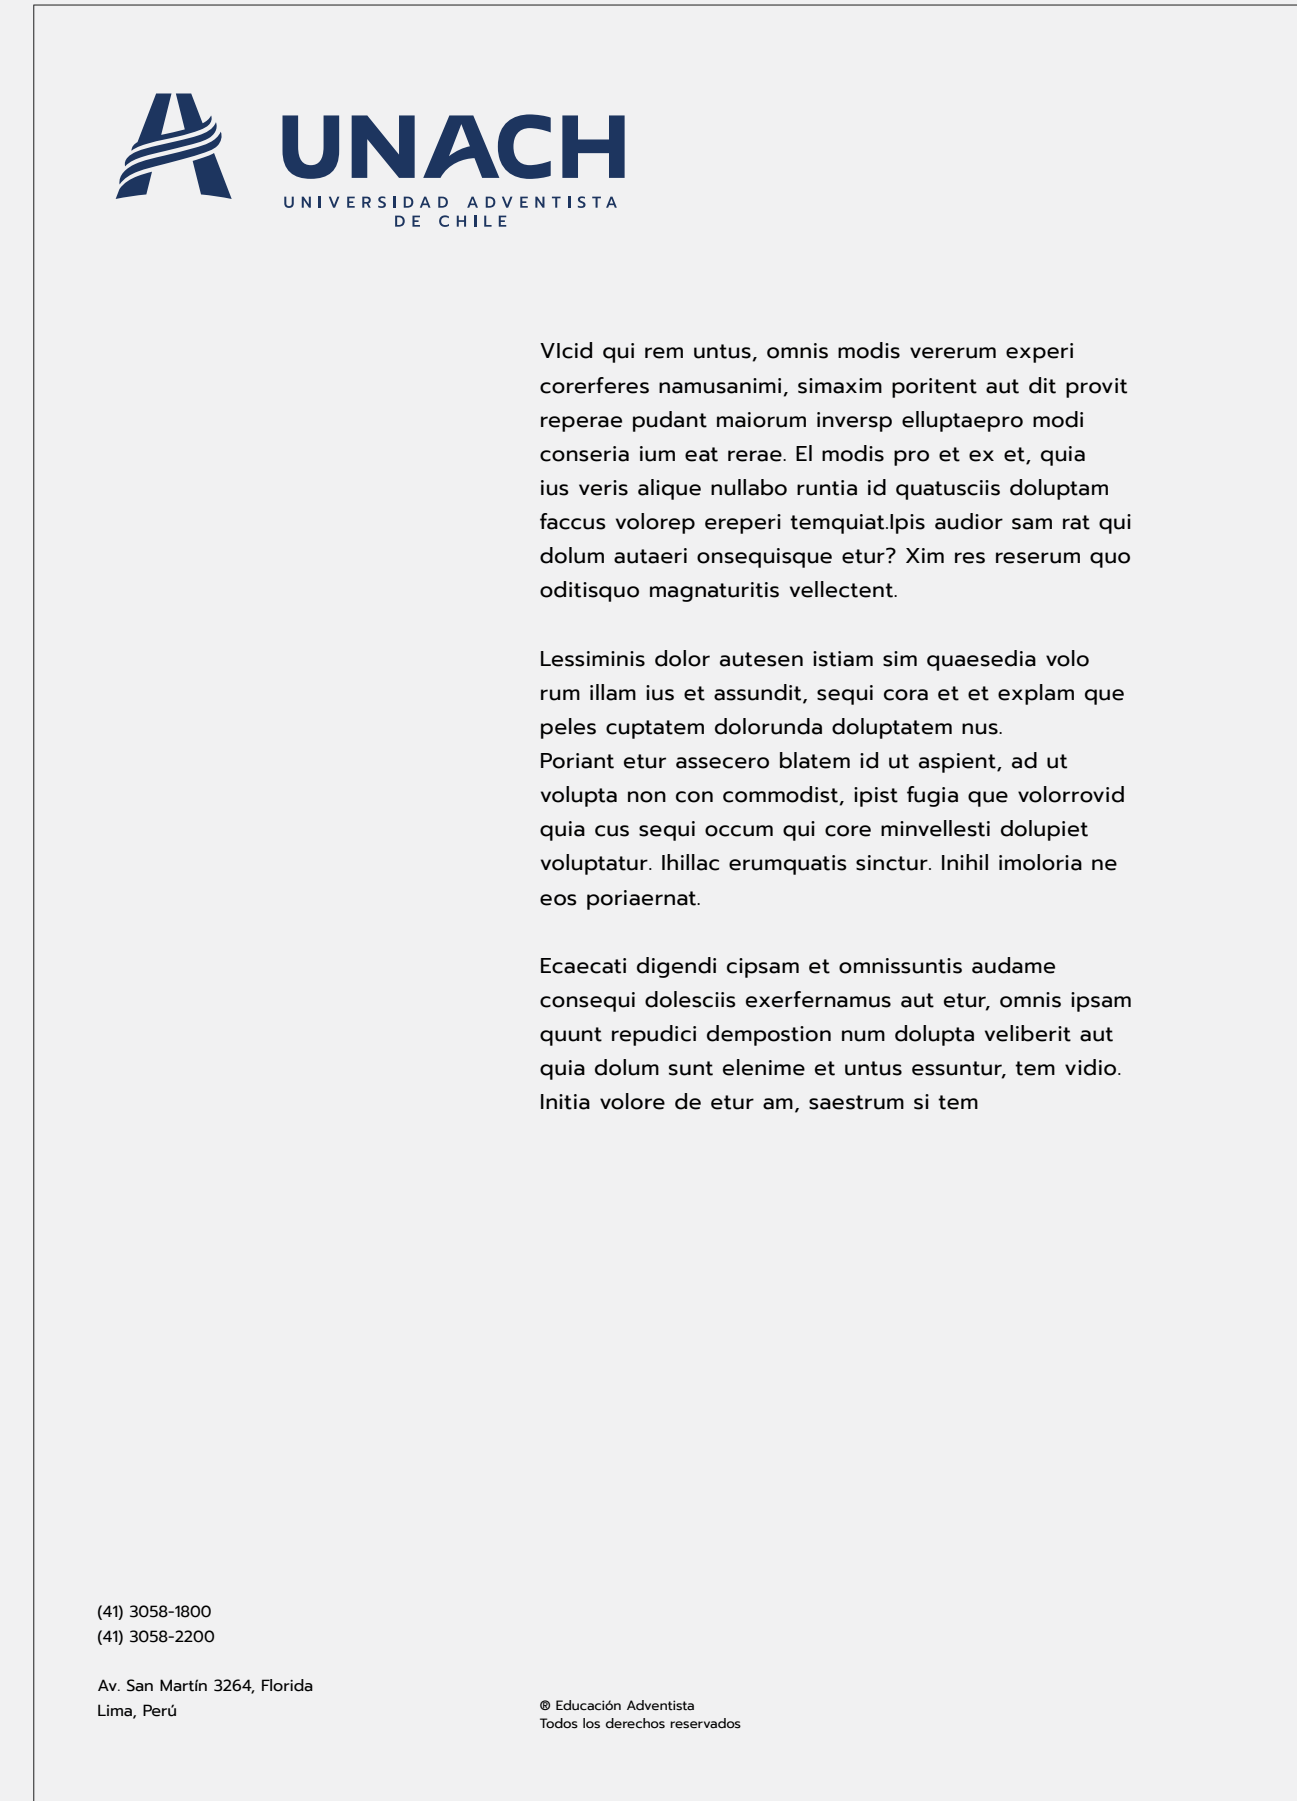 UNACH
UNIVERSIDAD ADVENTISTA
DE CHILE
VIcid qui rem untus, omnis modis vererum experi
corerferes namusanimi, simaxim poritent aut dit provit
reperae pudant maiorum inversp elluptaepro modi
conseria ium eat rerae. El modis pro et ex et, quia
ius veris alique nullabo runtia id quatusciis doluptam
faccus volorep ereperi temquiat.Ipis audior sam rat qui
dolum autaeri onsequisque etur? Xim res reserum quo
oditisquo magnaturitis vellectent.
Lessiminis dolor autesen istiam sim quaesedia volo
rum illam ius et assundit, sequi cora et et explam que
peles cuptatem dolorunda doluptatem nus.
Poriant etur assecero blatem id ut aspient, ad ut
volupta non con commodist, ipist fugia que volorrovid
quia cus sequi occum qui core minvellesti dolupiet
voluptatur. Ihillac erumquatis sinctur. Inihil imoloria ne
eos poriaernat.
Ecaecati digendi cipsam et omnissuntis audame
consequi dolesciis exerfernamus aut etur, omnis ipsam
quunt repudici dempostion num dolupta veliberit aut
quia dolum sunt elenime et untus essuntur, tem vidio.
Initia volore de etur am, saestrum si tem
(41) 3058-1800
(41) 3058-2200
Av. San Martín 3264, Florida
Lima, Perú
® Educación Adventista
Todos los derechos reservados